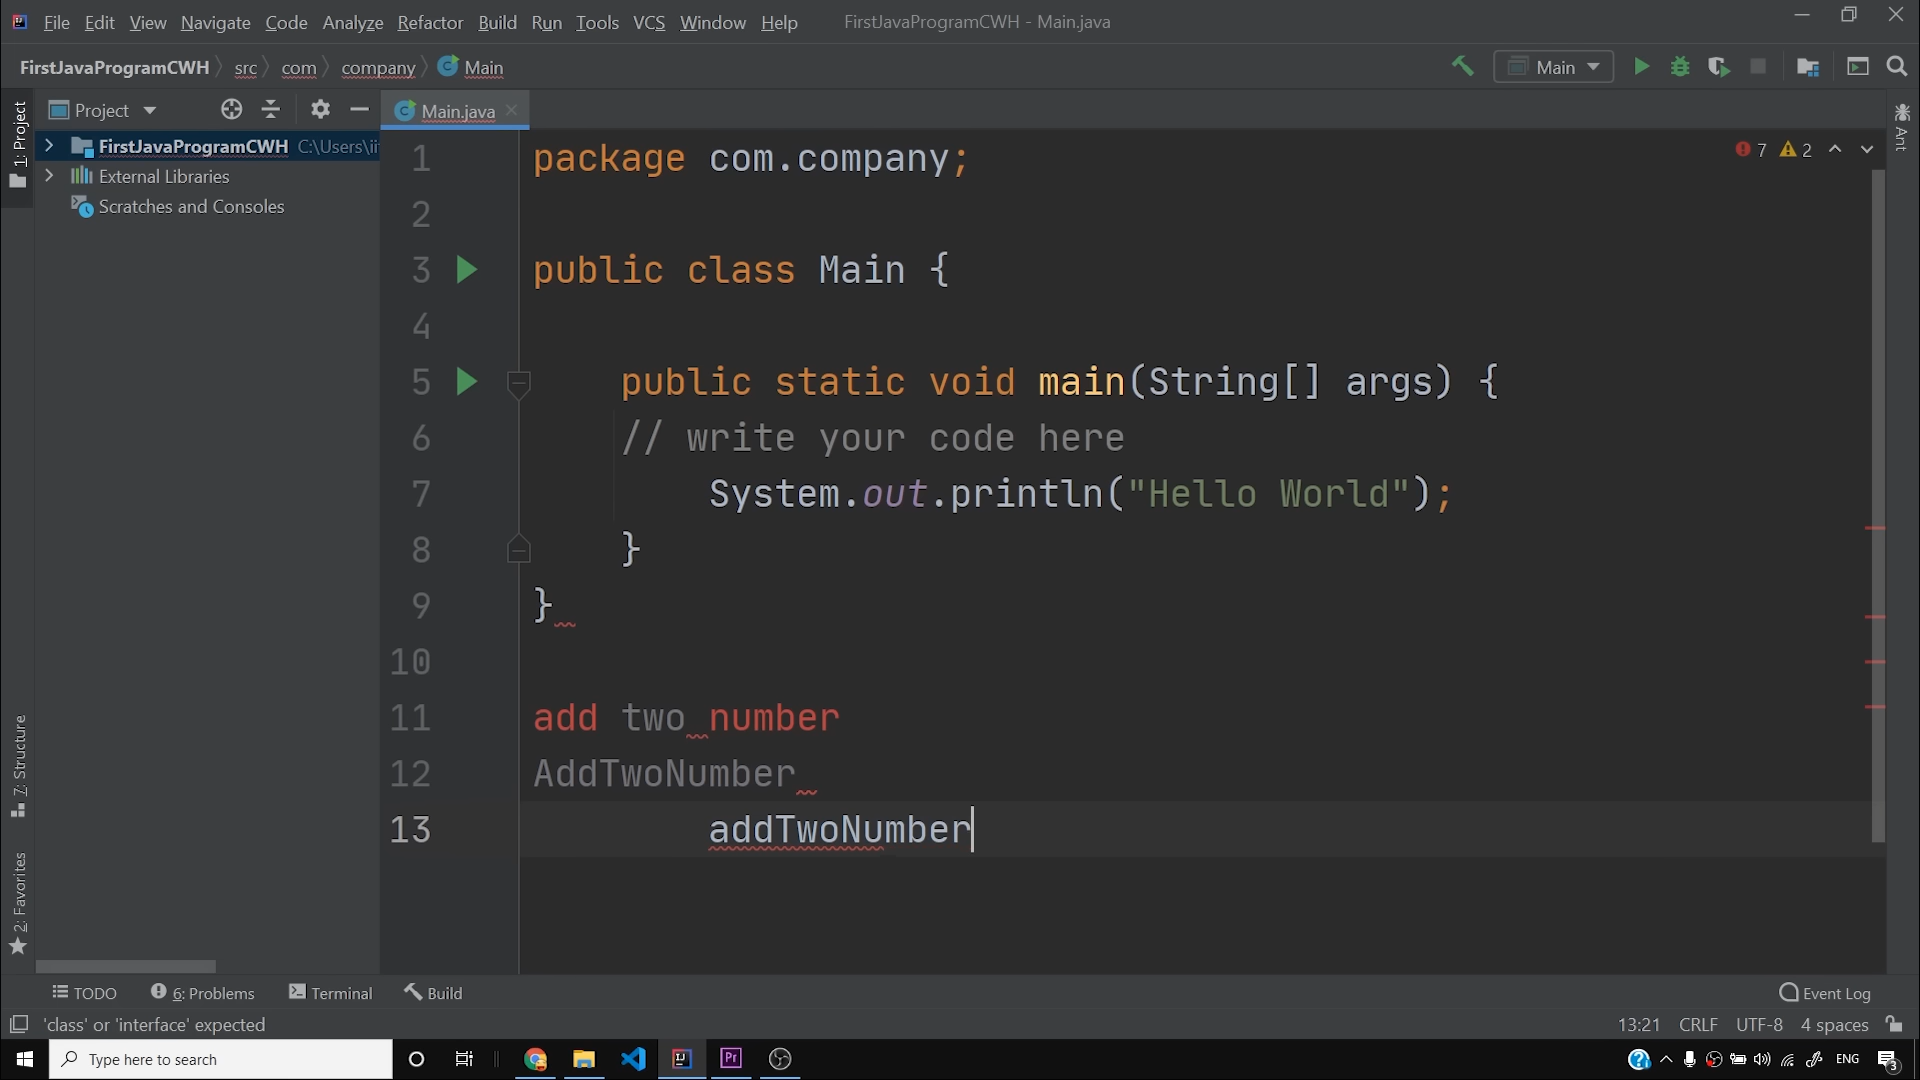 File Edit View Navigate Code Analyze Refactor Build Run Tools VCS Window Help FirstJavaProgramCWH - Main.java
FirstJavaProgramCWH src com company Main
Main
Project
Main.java
1: Project
FirstJavaProgramCWH C:\Users\ii
External Libraries
Scratches and Consoles
7: Structure
2: Favorites
Ant
7 2
1 package com.company;
2
3 public class Main {
4
5 public static void main(String[] args) {
6 // write your code here
7 System.out.println("Hello World");
8 }
9 }
10
11 add two number
12 AddTwoNumber
13 addTwoNumber
TODO 6: Problems Terminal Build Event Log
'class' or 'interface' expected 13:21 CRLF UTF-8 4 spaces
Type here to search
Pr
ENG
3